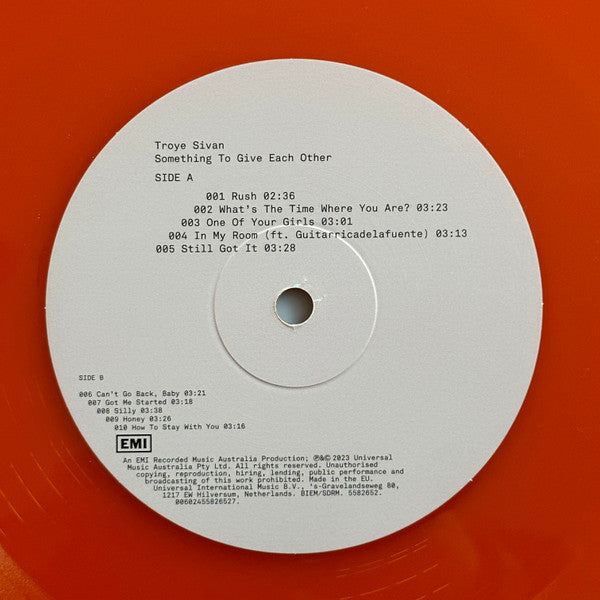 Troye Sivan
Something To Give Each Other
SIDE A
001 Rush 02:36
002 What's The Time Where You Are? 03:23
003 One Of Your Girls 03:01
004 In My Room (ft. Guitarricadelafuente) 03:13
005 Still Got It 03:28
SIDE B
006 Can't Go Back, Baby 03:21
007 Got Me Started 03:18
008 Silly 03:38
009 Honey 03:26
010 How To Stay With You 03:16
EMI
An EMI Recorded Music Australia Production; ℗&© 2023 Universal
Music Australia Pty Ltd. All rights reserved. Unauthorised
copying, reproduction, hiring, lending, public performance and
broadcasting of this work prohibited. Made in the EU.
Universal International Music B.V., 's-Gravelandseweg 80,
1217 EW Hilversum, Netherlands. BIEM/SDRM. 5582652.
00602455826527.